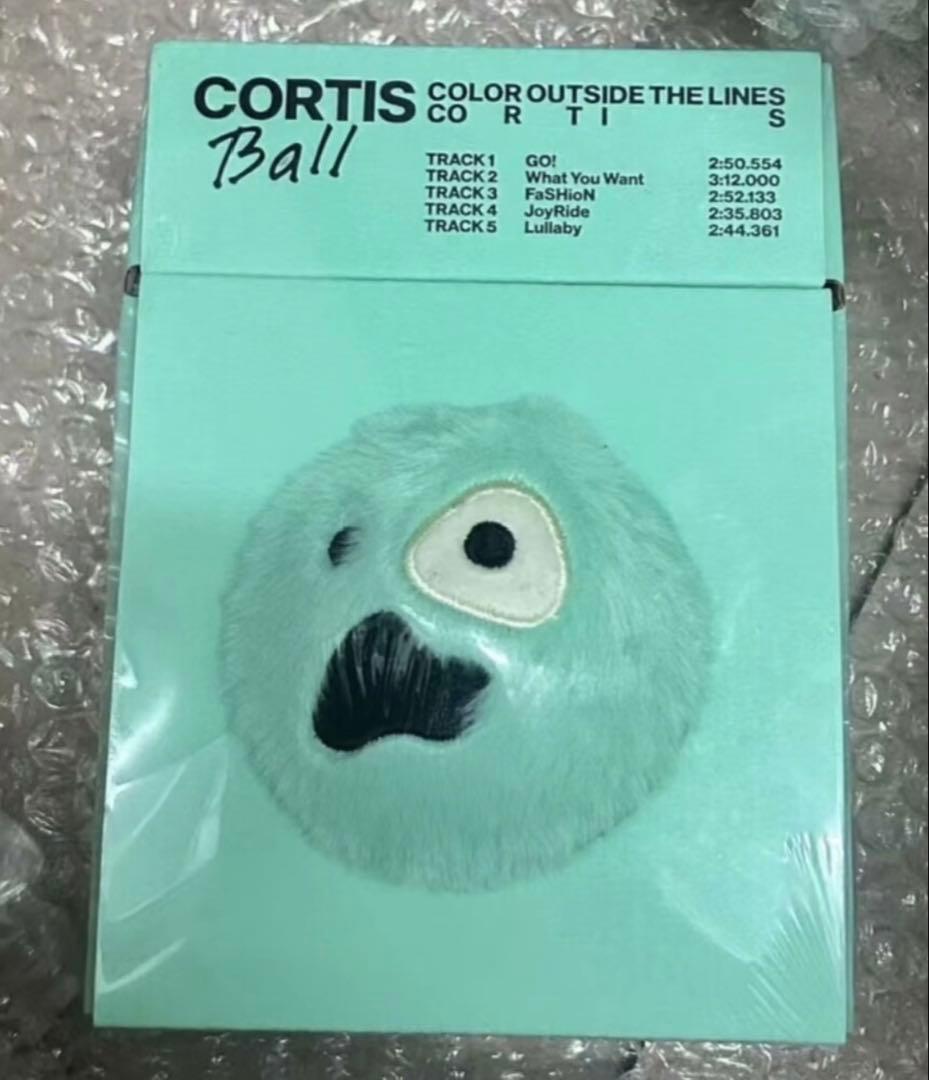 CORTIS
Ball
COLOR OUTSIDE THE LINES
CO R T I S
TRACK 1 GO! 2:50.554
TRACK 2 What You Want 3:12.000
TRACK 3 FaSHioN 2:52.133
TRACK 4 JoyRide 2:35.803
TRACK 5 Lullaby 2:44.361